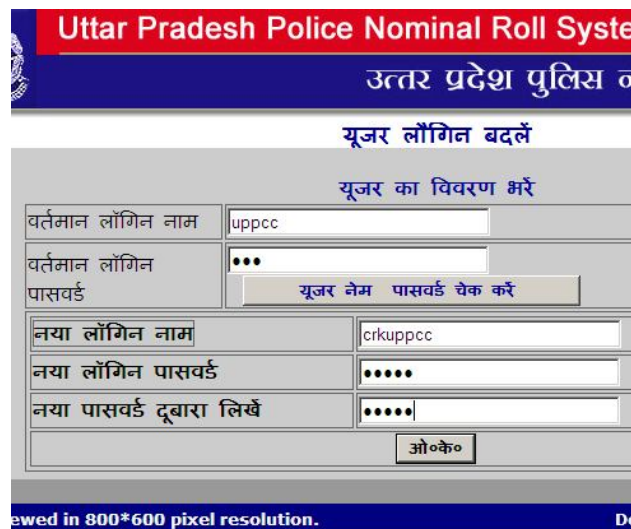 Uttar Pradesh Police Nominal Roll Syste
उत्तर प्रदेश पुलिस
यूजर लौगिन बदलें
यूजर का विवरण भरें
वर्तमान लॉगिन नाम uppcc
वर्तमान लॉगिन पासवर्ड •••
यूजर नेम पासवर्ड चेक करें
नया लॉगिन नाम crkuppcc
नया लॉगिन पासवर्ड •••••
नया पासवर्ड दूबारा लिखें •••••
ओ०के०
ewed in 800*600 pixel resolution. De